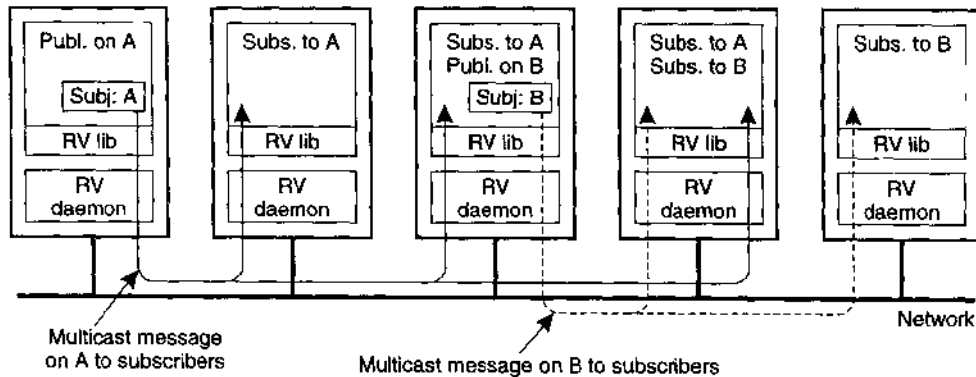 Publ. on A
Subj: A
RV lib
RV
daemon
Subs. to A
RV lib
RV
daemon
Subs. to A
Publ. on B
Subj: B
RV lib
RV
daemon
Subs. to A
Subs. to B
RV lib
RV
daemon
Subs. to B
RV lib
RV
daemon
Network
Multicast message
on A to subscribers
Multicast message on B to subscribers